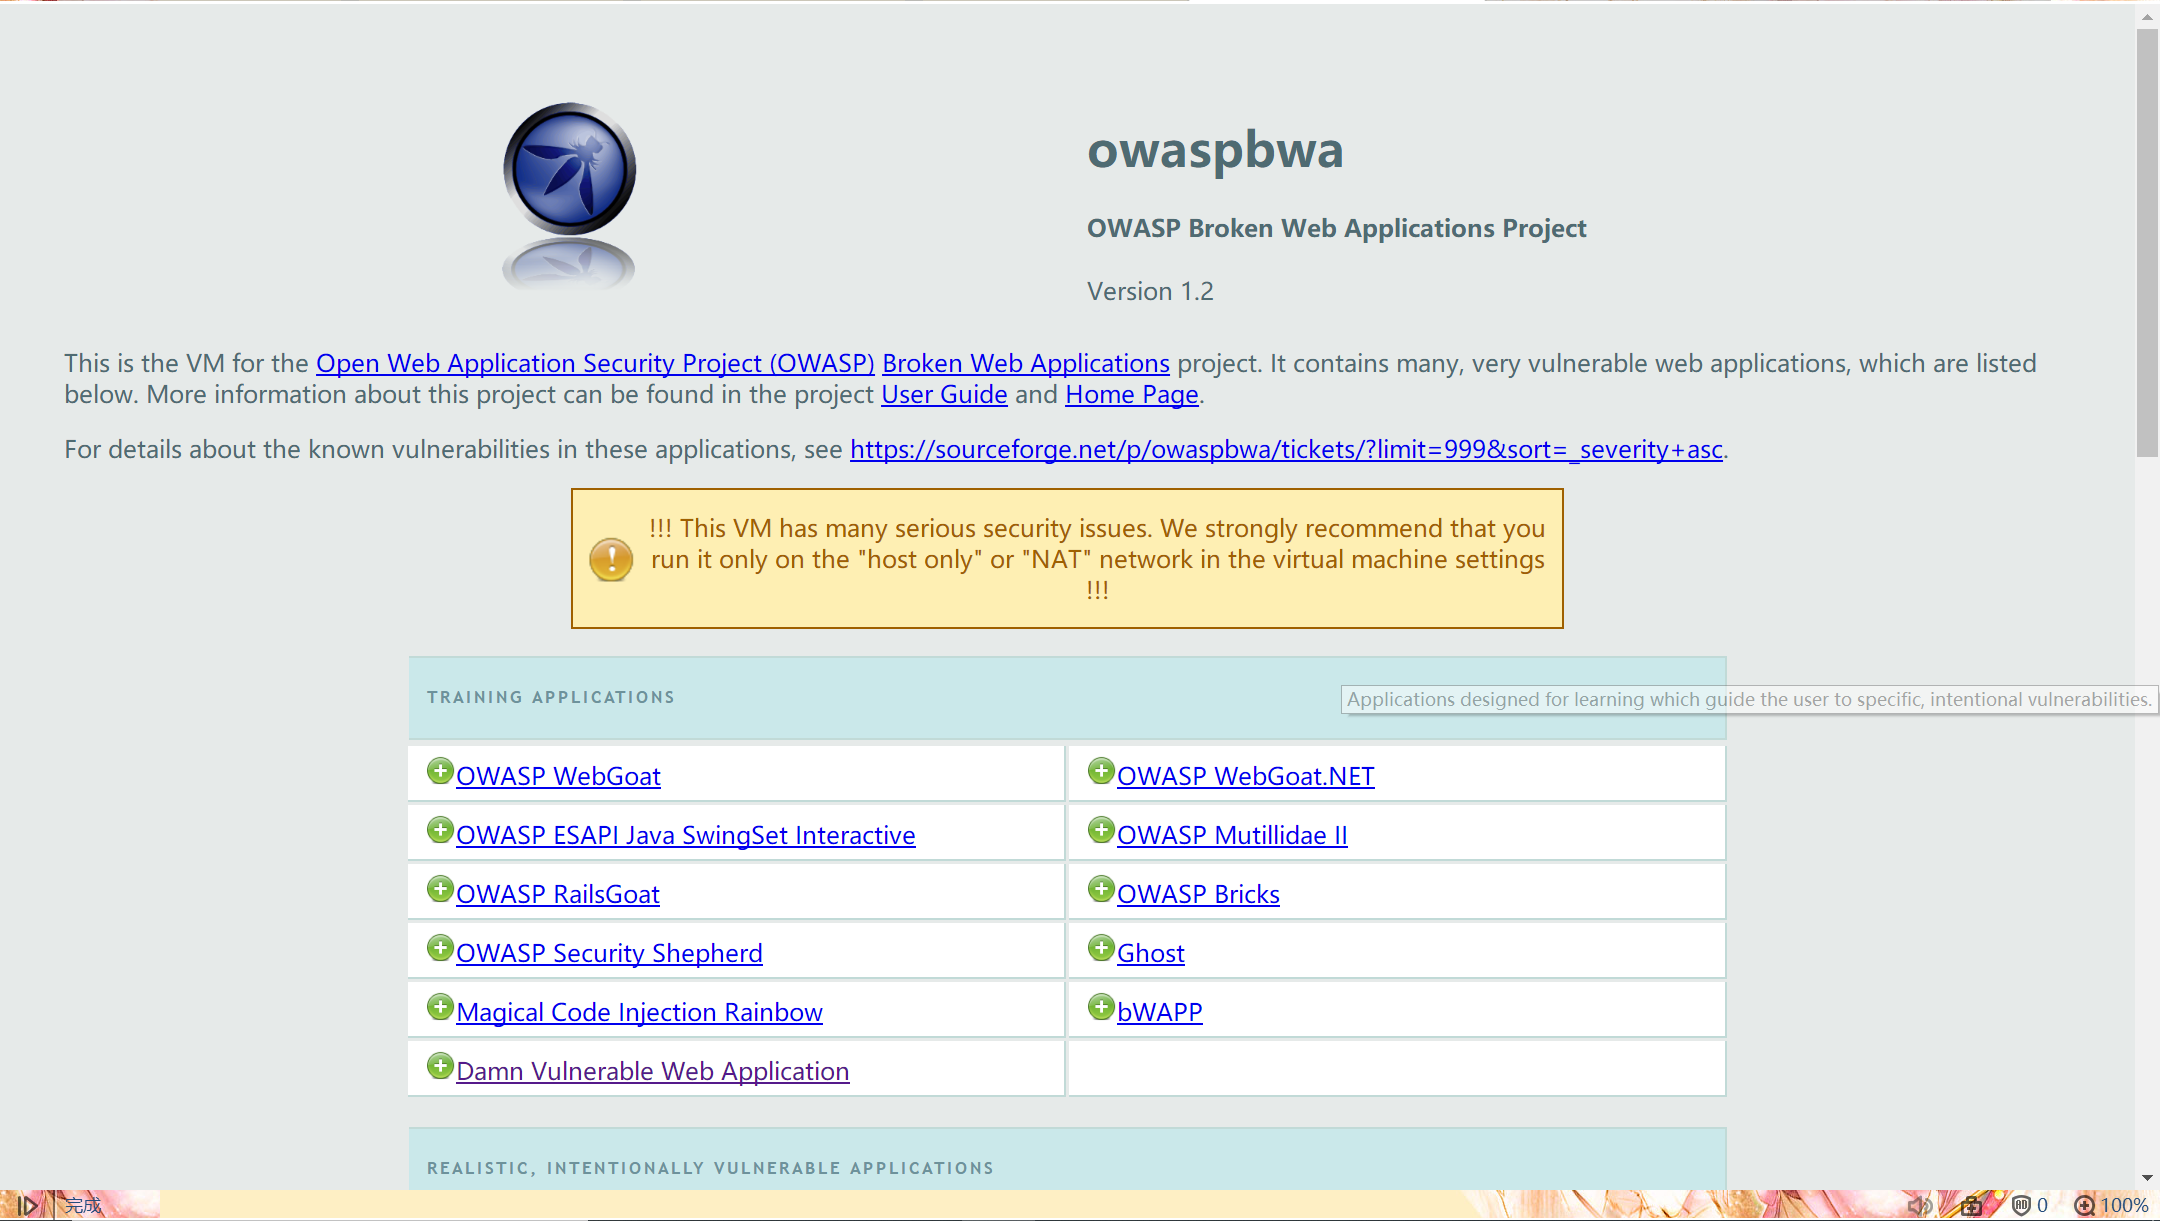 owaspbwa
OWASP Broken Web Applications Project
Version 1.2
This is the VM for the Open Web Application Security Project (OWASP) Broken Web Applications project. It contains many, very vulnerable web applications, which are listed
below. More information about this project can be found in the project User Guide and Home Page.
For details about the known vulnerabilities in these applications, see https://sourceforge.net/p/owaspbwa/tickets/?limit=999&sort=_severity+asc.
!!! This VM has many serious security issues. We strongly recommend that you
run it only on the "host only" or "NAT" network in the virtual machine settings
!!!
TRAINING APPLICATIONS
Applications designed for learning which guide the user to specific, intentional vulnerabilities.
OWASP WebGoat
OWASP WebGoat.NET
OWASP ESAPI Java SwingSet Interactive
OWASP Mutillidae II
OWASP RailsGoat
OWASP Bricks
OWASP Security Shepherd
Ghost
Magical Code Injection Rainbow
bWAPP
Damn Vulnerable Web Application
REALISTIC, INTENTIONALLY VULNERABLE APPLICATIONS
完成
AD 0
100%